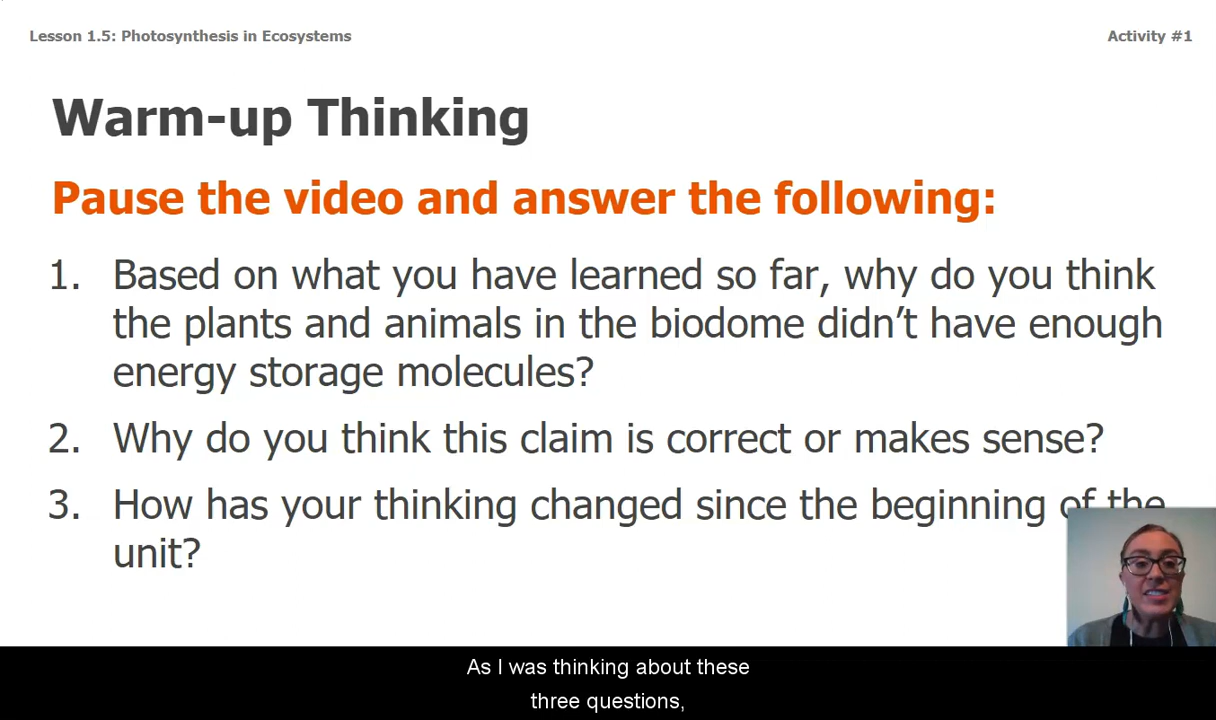 Lesson 1.5: Photosynthesis in Ecosystems
Activity #1
Warm-up Thinking
Pause the video and answer the following:
1. Based on what you have learned so far, why do you think
the plants and animals in the biodome didn’t have enough
energy storage molecules?
2. Why do you think this claim is correct or makes sense?
3. How has your thinking changed since the beginning of the
unit?
As I was thinking about these
three questions,